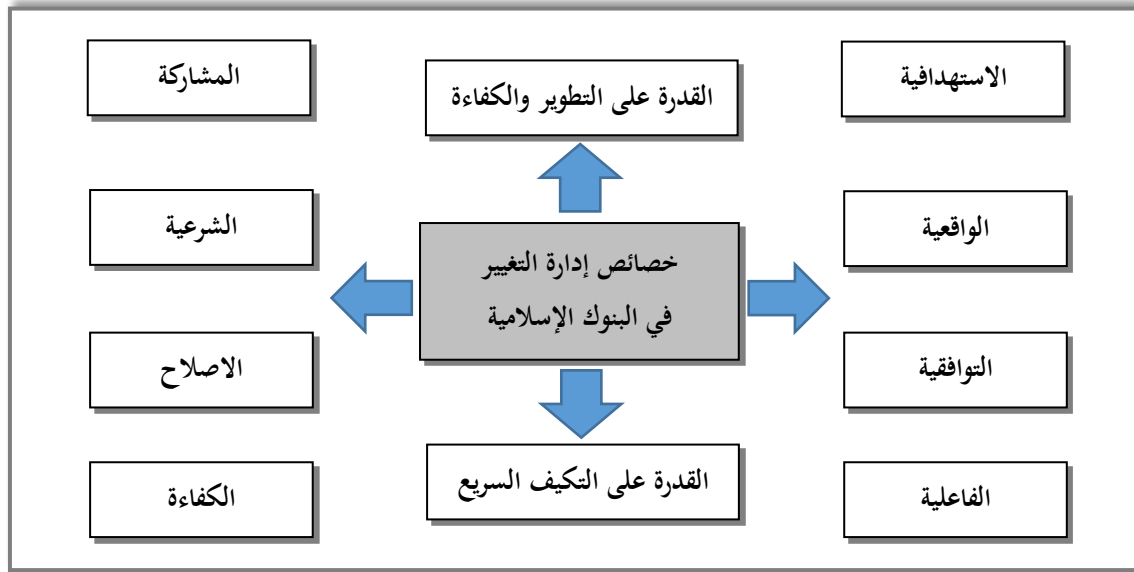 الاستهدافية
القدرة على التطوير والكفاءة
المشاركة
الواقعية
خصائص إدارة التغيير
في البنوك الإسلامية
الشرعية
التوافقية
الاصلاح
الفاعلية
القدرة على التكيف السريع
الكفاءة